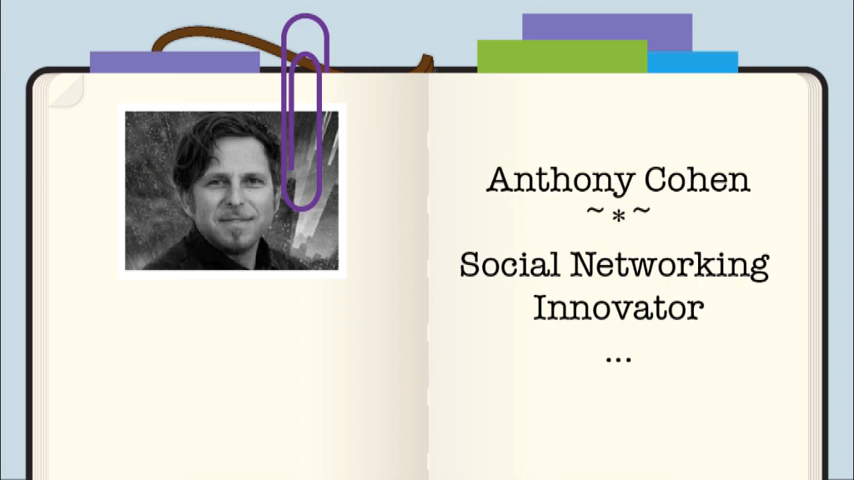 Anthony Cohen
~ * ~
Social Networking
Innovator
...